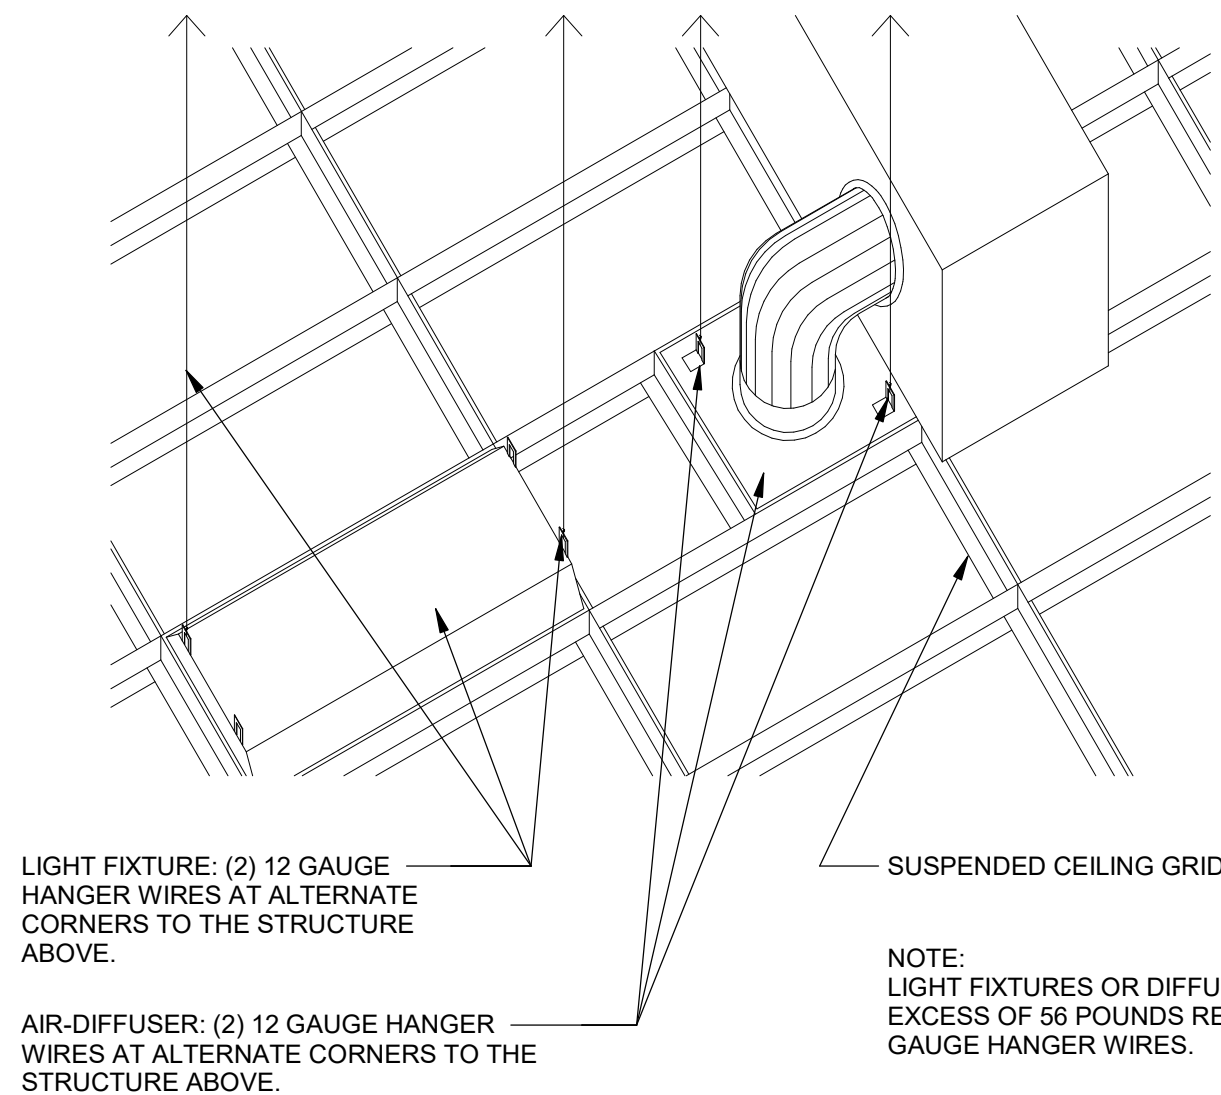 LIGHT FIXTURE: (2) 12 GAUGE
HANGER WIRES AT ALTERNATE
CORNERS TO THE STRUCTURE
ABOVE.
AIR-DIFFUSER: (2) 12 GAUGE HANGER
WIRES AT ALTERNATE CORNERS TO THE
STRUCTURE ABOVE.
SUSPENDED CEILING GRID
NOTE:
LIGHT FIXTURES OR DIFFU
EXCESS OF 56 POUNDS RE
GAUGE HANGER WIRES.